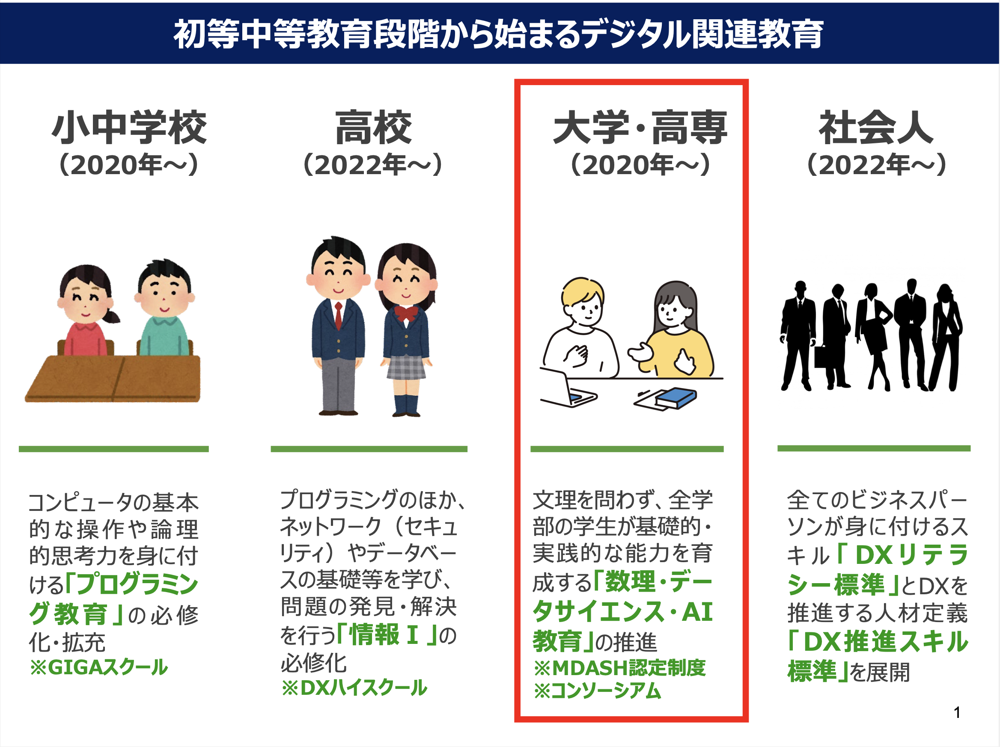 初等中等教育段階から始まるデジタル関連教育
小中学校
（2020年～）
コンピュータの基本
的な操作や論理
的思考力を身に付
ける「プログラミン
グ教育」の必修
化・拡充
※GIGAスクール
高校
（2022年～）
プログラミングのほか、
ネットワーク（セキュ
リティ）やデータベー
スの基礎等を学び、
問題の発見・解決
を行う「情報Ｉ」の
必修化
※DXハイスクール
大学・高専
（2020年～）
文理を問わず、全学
部の学生が基礎的・
実践的な能力を育
成する「数理・デー
タサイエンス・AI
教育」の推進
※MDASH認定制度
※コンソーシアム
社会人
（2022年～）
全てのビジネスパー
ソンが身に付けるス
キル「DXリテラ
シー標準」とDXを
推進する人材定義
「DX推進スキル
標準」を展開
1